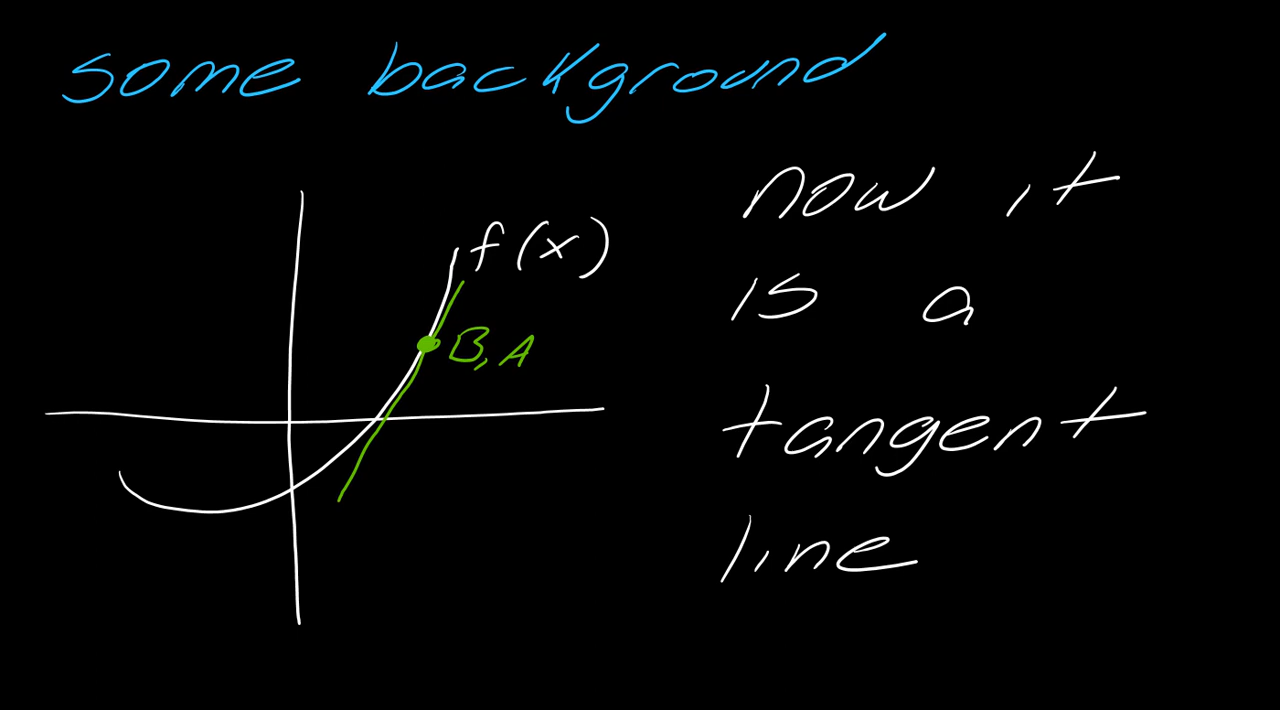 some background
now it
f(x)
is a
B, A
tangent
line